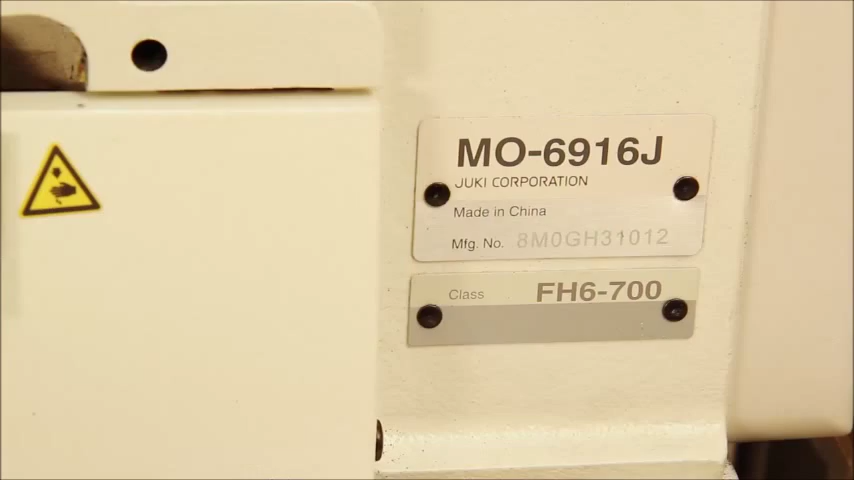 MO-6916J
JUKI CORPORATION
Made in China
Mfg. No. 8M0GH31012
Class FH6-700